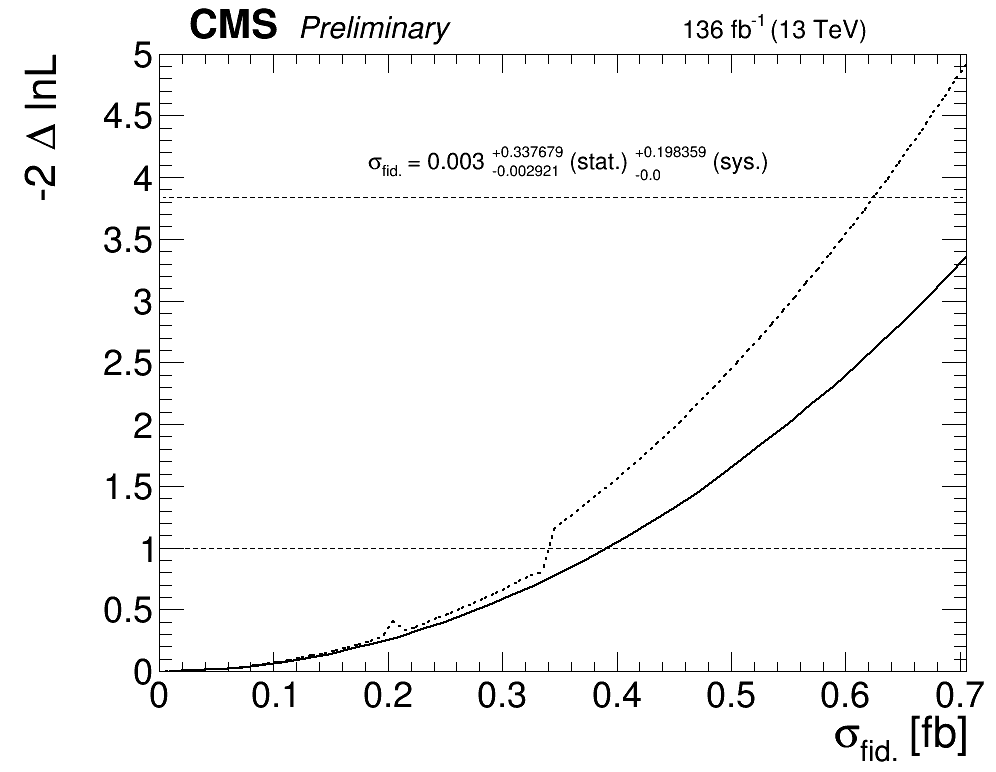 CMS Preliminary 136 fb⁻¹ (13 TeV)
-2 Δ lnL
5
4.5
4
3.5
3
2.5
2
1.5
1
0.5
0
σfid. = 0.003 +0.337679 -0.002921 (stat.) +0.198359 -0.0 (sys.)
0 0.1 0.2 0.3 0.4 0.5 0.6 0.7
σfid. [fb]